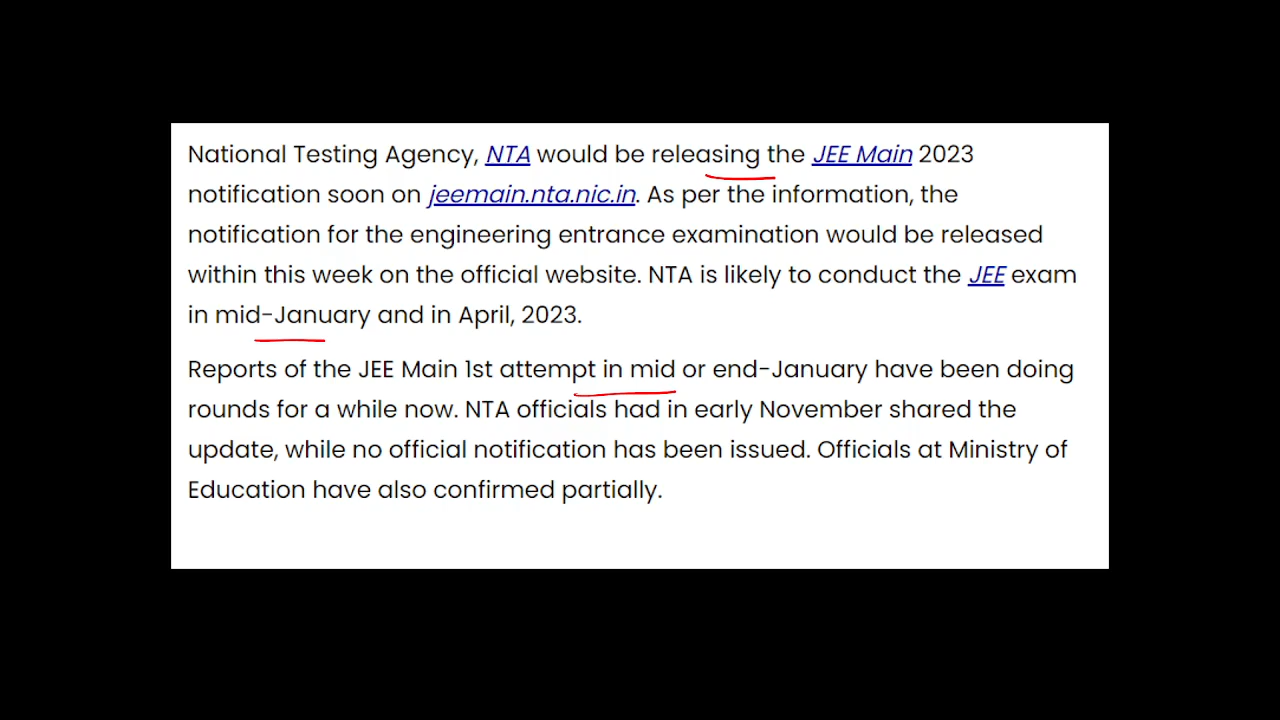 National Testing Agency, NTA would be releasing the JEE Main 2023
notification soon on jeemain.nta.nic.in. As per the information, the
notification for the engineering entrance examination would be released
within this week on the official website. NTA is likely to conduct the JEE exam
in mid-January and in April, 2023.
Reports of the JEE Main 1st attempt in mid or end-January have been doing
rounds for a while now. NTA officials had in early November shared the
update, while no official notification has been issued. Officials at Ministry of
Education have also confirmed partially.